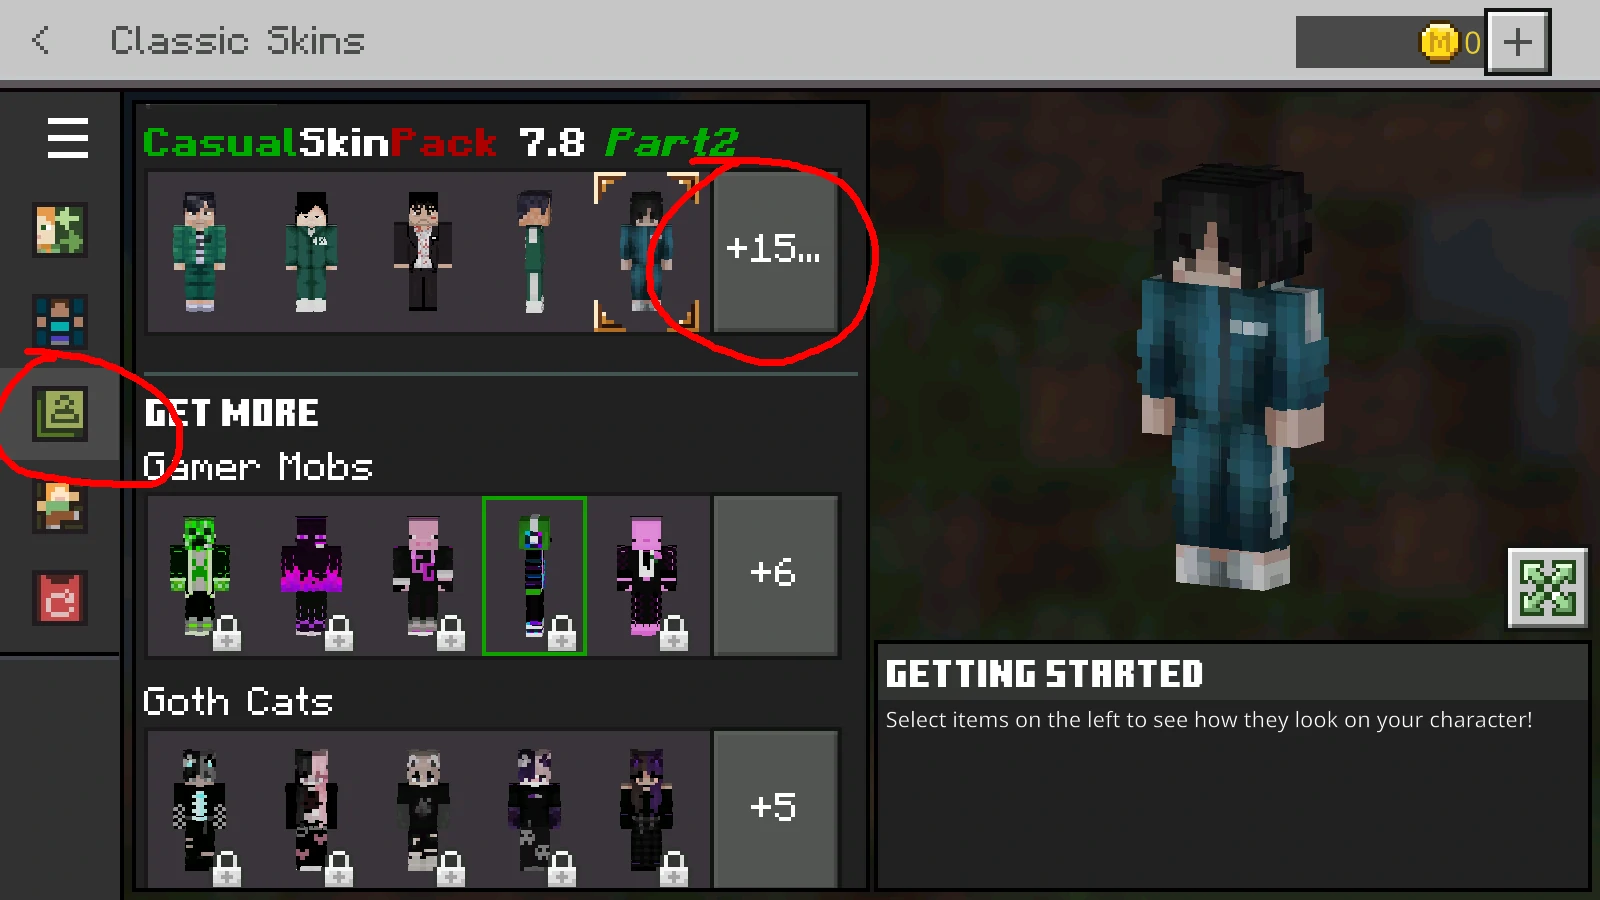 Classic Skins
0
CasualSkinPack 7.8 Part2
+15...
GET MORE
Gamer Mobs
+6
Goth Cats
+5
GETTING STARTED
Select items on the left to see how they look on your character!